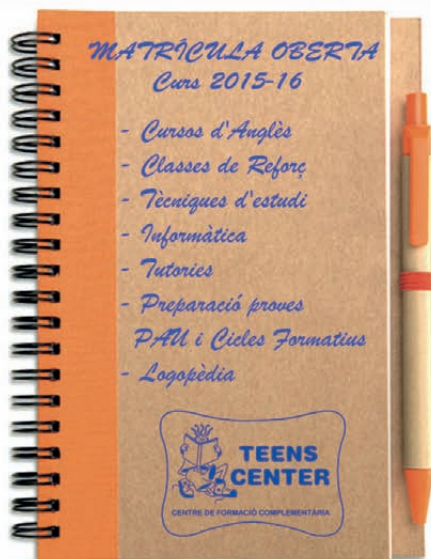 MATRÍCULA OBERTA
Curs 2015-16
- Cursos d'Anglès
- Classes de Reforç
- Tècniques d'estudi
- Informàtica
- Tutories
- Preparació proves
PAU i Cicles Formatius
- Logopèdia
TEENS
CENTER
CENTRE DE FORMACIÓ COMPLEMENTÀRIA